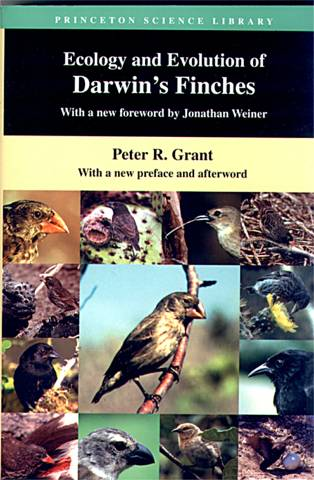 PRINCETON SCIENCE LIBRARY
Ecology and Evolution of
Darwin's Finches
With a new foreword by Jonathan Weiner
Peter R. Grant
With a new preface and afterword